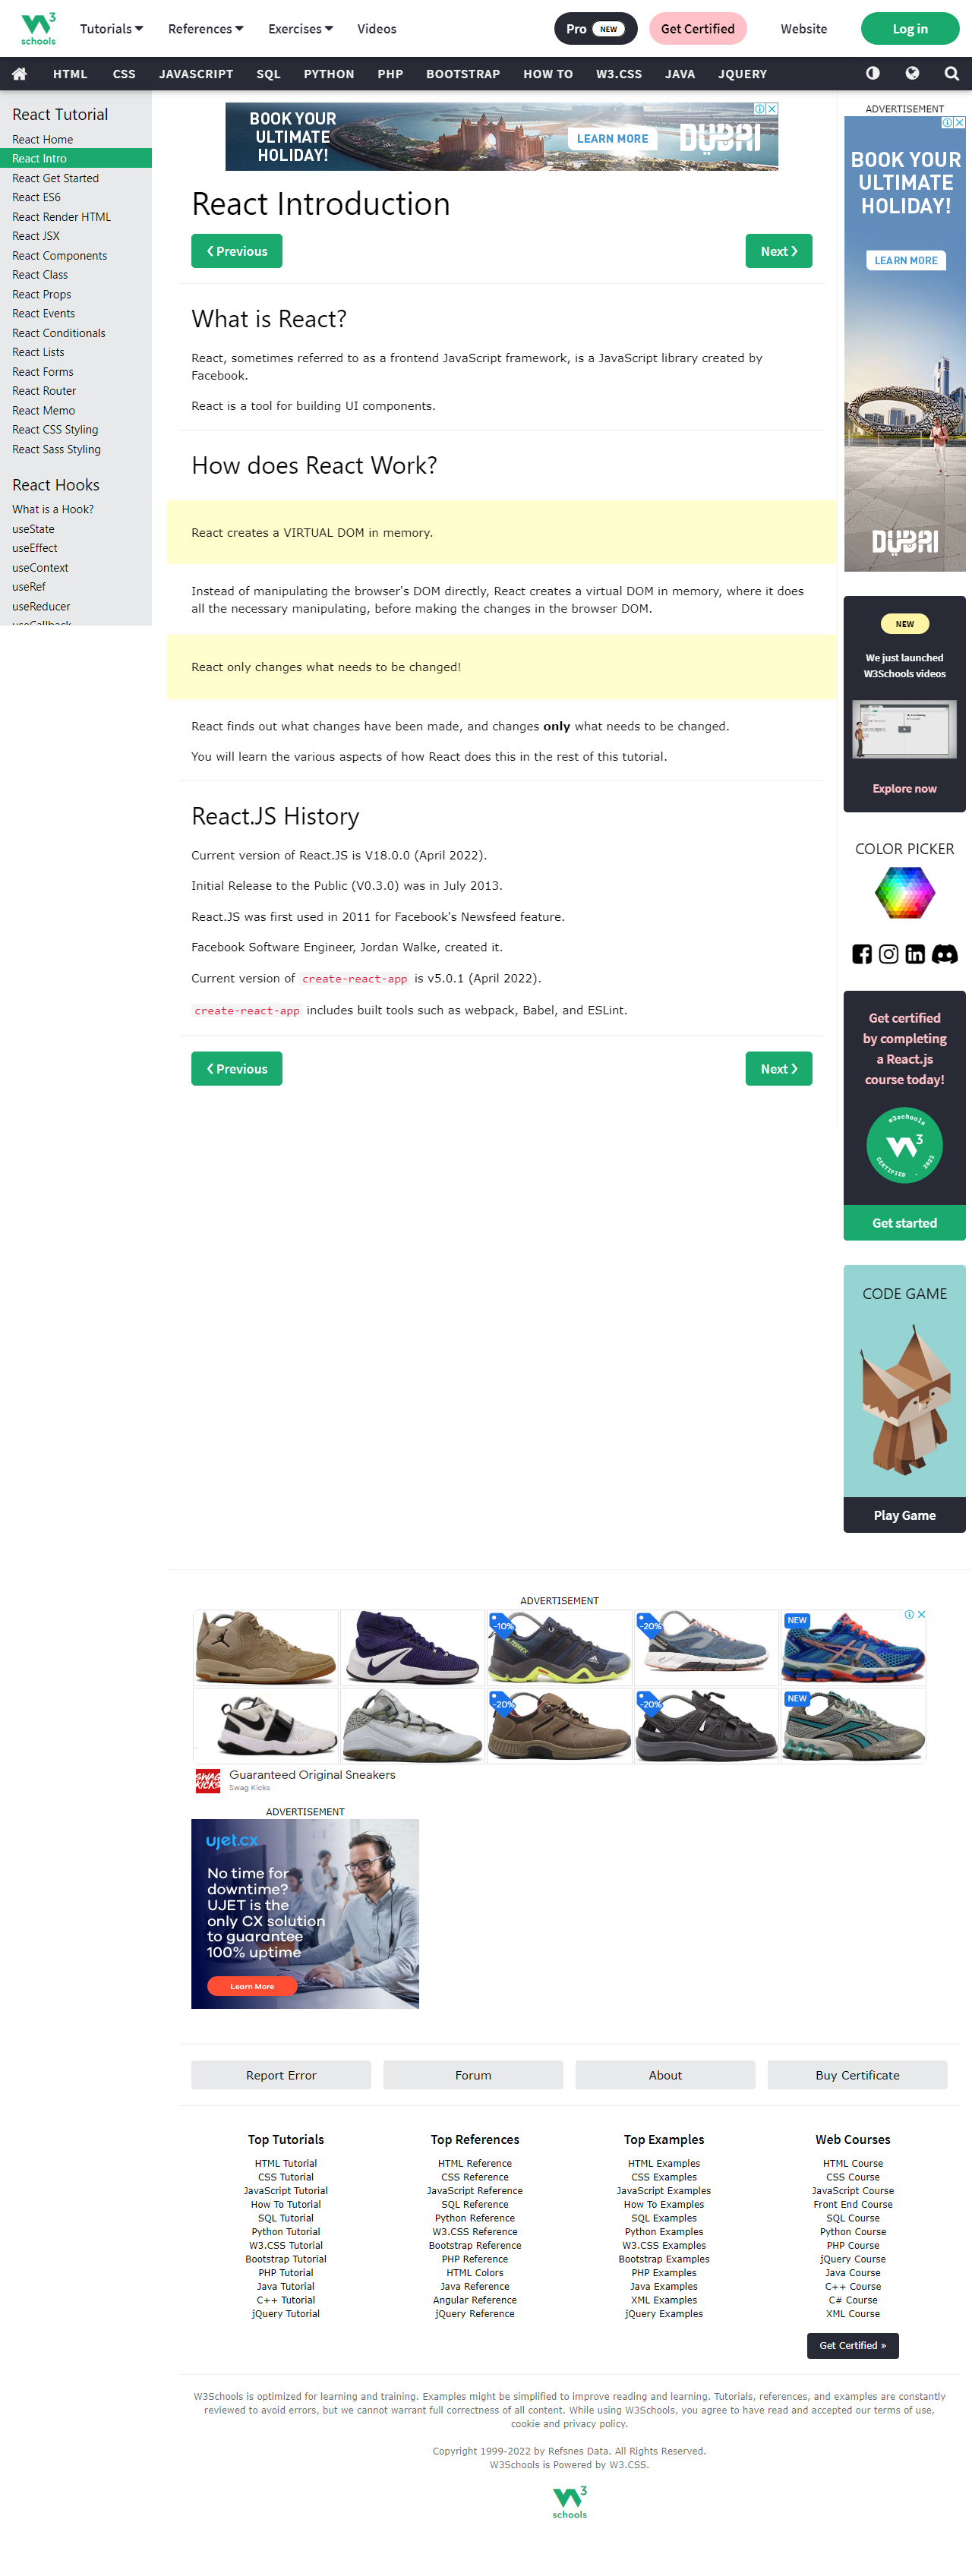 W3 schools
Tutorials References Exercises Videos Pro NEW Get Certified Website Log in
HTML CSS JAVASCRIPT SQL PYTHON PHP BOOTSTRAP HOW TO W3.CSS JAVA JQUERY
React Tutorial
React Home
React Intro
React Get Started
React ES6
React Render HTML
React JSX
React Components
React Class
React Props
React Events
React Conditionals
React Lists
React Forms
React Router
React Memo
React CSS Styling
React Sass Styling
React Hooks
What is a Hook?
useState
useEffect
useContext
useRef
useReducer
useCallback
BOOK YOUR
ULTIMATE
HOLIDAY!
LEARN MORE
DUBAI
React Introduction
❮ Previous
Next ❯
What is React?
React, sometimes referred to as a frontend JavaScript framework, is a JavaScript library created by
Facebook.
React is a tool for building UI components.
How does React Work?
React creates a VIRTUAL DOM in memory.
Instead of manipulating the browser's DOM directly, React creates a virtual DOM in memory, where it does
all the necessary manipulating, before making the changes in the browser DOM.
React only changes what needs to be changed!
React finds out what changes have been made, and changes only what needs to be changed.
You will learn the various aspects of how React does this in the rest of this tutorial.
React.JS History
Current version of React.JS is V18.0.0 (April 2022).
Initial Release to the Public (V0.3.0) was in July 2013.
React.JS was first used in 2011 for Facebook's Newsfeed feature.
Facebook Software Engineer, Jordan Walke, created it.
Current version of create-react-app is v5.0.1 (April 2022).
create-react-app includes built tools such as webpack, Babel, and ESLint.
❮ Previous
Next ❯
ADVERTISEMENT
BOOK YOUR
ULTIMATE
HOLIDAY!
LEARN MORE
DUBAI
NEW
We just launched
W3Schools videos
Explore now
COLOR PICKER
Get certified
by completing
a React.js
course today!
w3schools
W3
CERTIFIED . 2022
Get started
CODE GAME
Play Game
ADVERTISEMENT
-10%
-20%
NEW
-20%
-20%
NEW
SWAG KICKS
Guaranteed Original Sneakers
Swag Kicks
ADVERTISEMENT
ujet.cx
No time for
downtime?
UJET is the
only CX solution
to guarantee
100% uptime
Learn More
Report Error Forum About Buy Certificate
Top Tutorials
HTML Tutorial
CSS Tutorial
JavaScript Tutorial
How To Tutorial
SQL Tutorial
Python Tutorial
W3.CSS Tutorial
Bootstrap Tutorial
PHP Tutorial
Java Tutorial
C++ Tutorial
jQuery Tutorial
Top References
HTML Reference
CSS Reference
JavaScript Reference
SQL Reference
Python Reference
W3.CSS Reference
Bootstrap Reference
PHP Reference
HTML Colors
Java Reference
Angular Reference
jQuery Reference
Top Examples
HTML Examples
CSS Examples
JavaScript Examples
How To Examples
SQL Examples
Python Examples
W3.CSS Examples
Bootstrap Examples
PHP Examples
Java Examples
XML Examples
jQuery Examples
Web Courses
HTML Course
CSS Course
JavaScript Course
Front End Course
SQL Course
Python Course
PHP Course
jQuery Course
Java Course
C++ Course
C# Course
XML Course
Get Certified »
W3Schools is optimized for learning and training. Examples might be simplified to improve reading and learning. Tutorials, references, and examples are constantly
reviewed to avoid errors, but we cannot warrant full correctness of all content. While using W3Schools, you agree to have read and accepted our terms of use,
cookie and privacy policy.
Copyright 1999-2022 by Refsnes Data. All Rights Reserved.
W3Schools is Powered by W3.CSS.
W3 schools